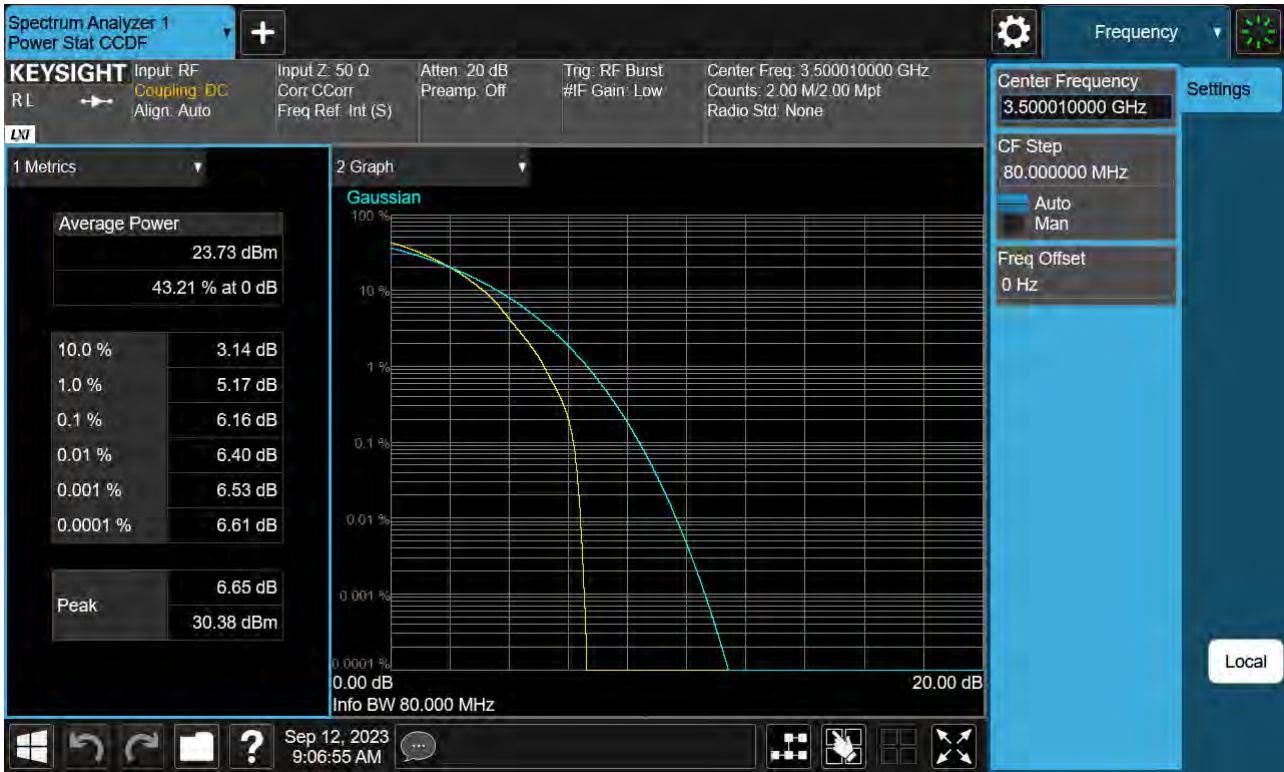 Spectrum Analyzer 1
Power Stat CCDF
Frequency
KEYSIGHT
RL
LXI
Input: RF
Coupling: DC
Align: Auto
Input Z: 50 Ω
Corr CCorr
Freq Ref: Int (S)
Atten: 20 dB
Preamp: Off
Trig: RF Burst
#IF Gain: Low
Center Freq: 3.500010000 GHz
Counts: 2.00 M/2.00 Mpt
Radio Std: None
Center Frequency
3.500010000 GHz
CF Step
80.000000 MHz
Auto
Man
Freq Offset
0 Hz
Settings
Local
1 Metrics
Average Power
23.73 dBm
43.21 % at 0 dB
10.0 % 3.14 dB
1.0 % 5.17 dB
0.1 % 6.16 dB
0.01 % 6.40 dB
0.001 % 6.53 dB
0.0001 % 6.61 dB
Peak
6.65 dB
30.38 dBm
2 Graph
Gaussian
100 %
10 %
1 %
0.1 %
0.01 %
0.001 %
0.0001 %
0.00 dB 20.00 dB
Info BW 80.000 MHz
?
Sep 12, 2023
9:06:55 AM